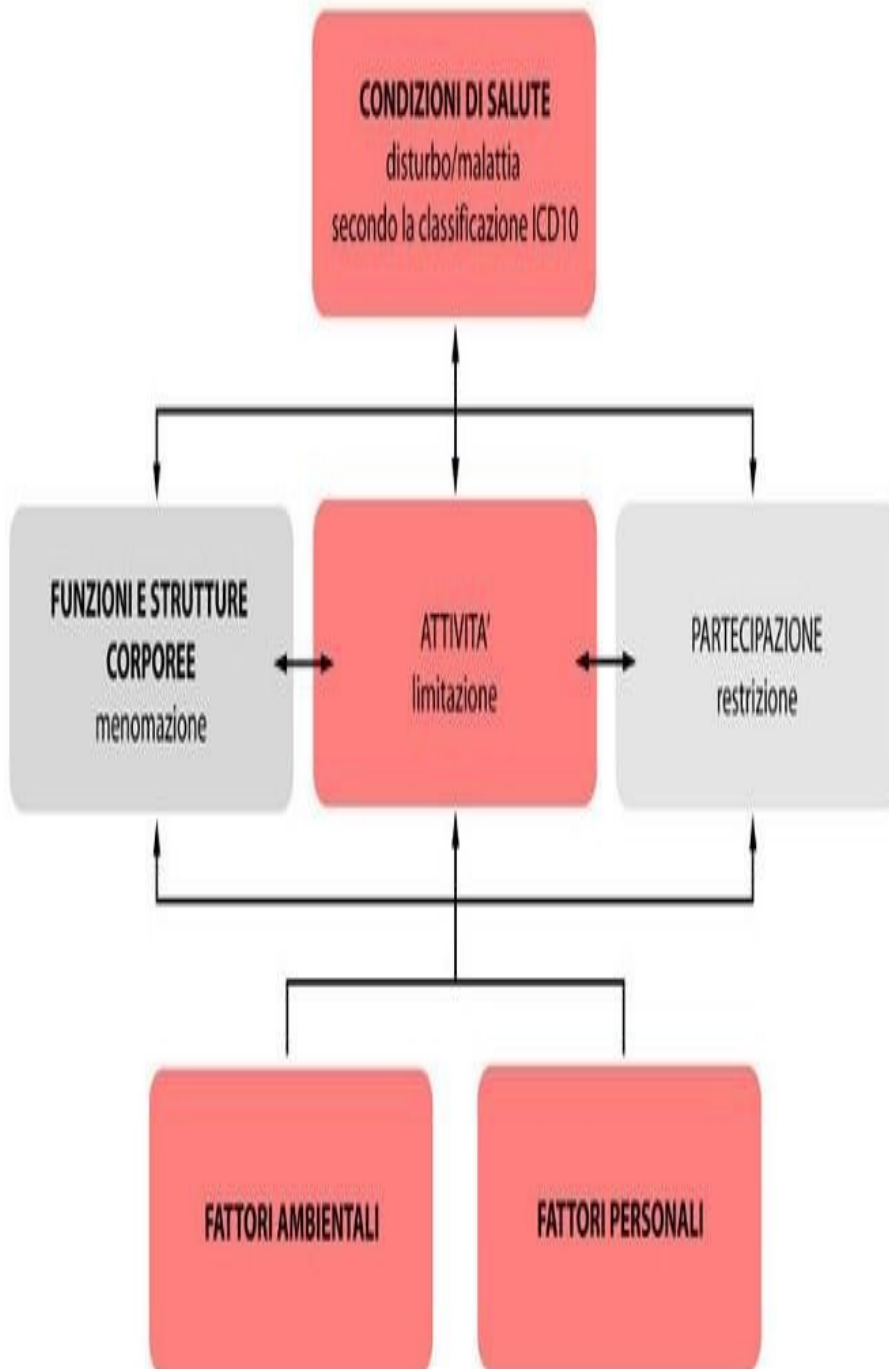 CONDIZIONI DI SALUTE
disturbo/malattia
secondo la classificazione ICD10
FUNZIONI E STRUTTURE
CORPOREE
menomazione
ATTIVITA'
limitazione
PARTECIPAZIONE
restrizione
FATTORI AMBIENTALI
FATTORI PERSONALI